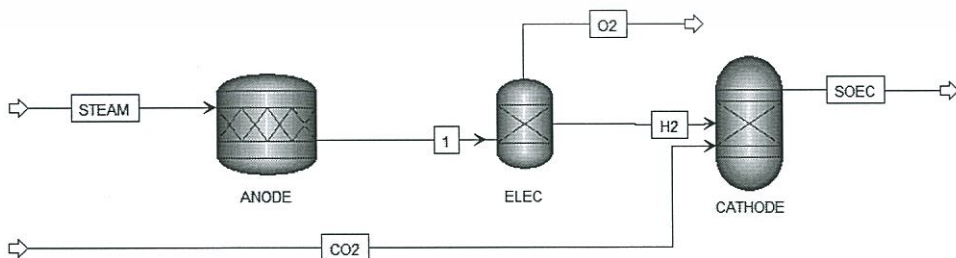 O2
STEAM
SOEC
1
H2
ANODE
ELEC
CATHODE
CO2